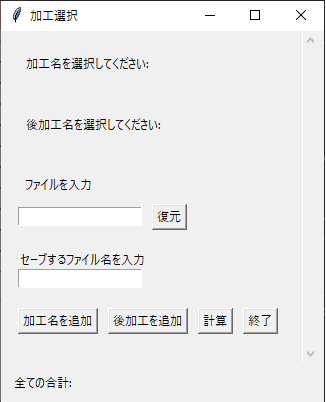 加工選択
加工名を選択してください:
後加工名を選択してください:
ファイルを入力
復元
セーブするファイル名を入力
加工名を追加 後加工を追加 計算 終了
全ての合計: